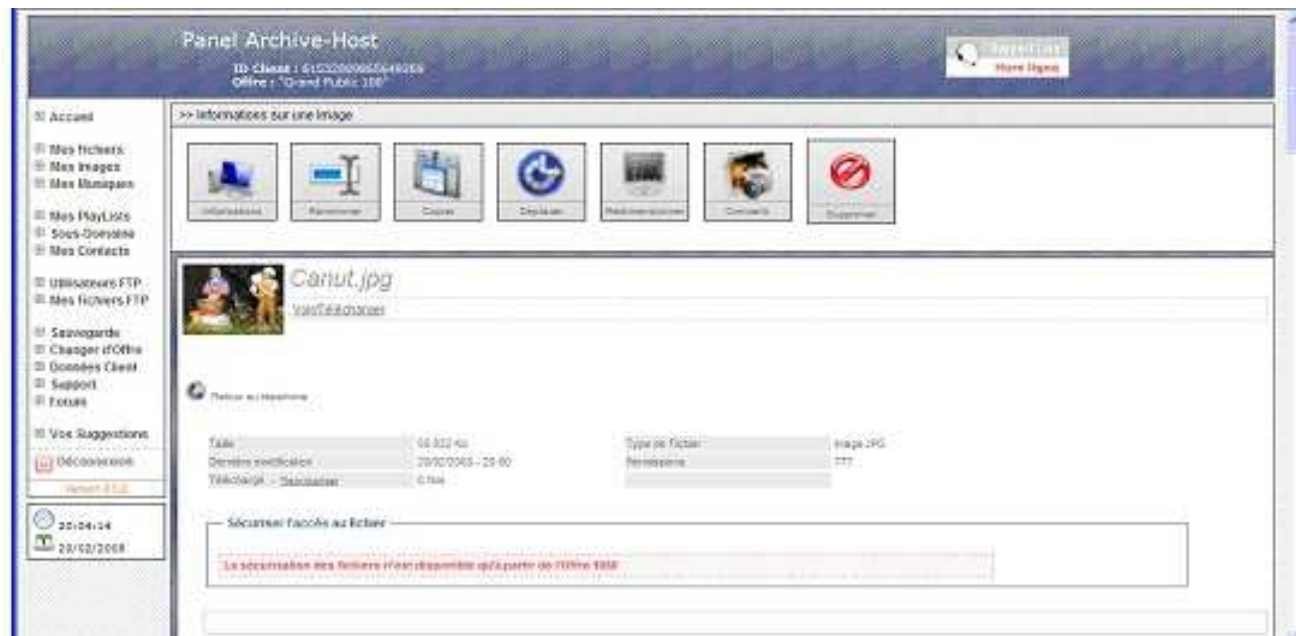 Panel Archive-Host
ID Client :
Offre : "Grand Public 100"
More Ligne
Accueil
>> Informations sur une Image
Mes Fichiers
Mes Images
Mes Musiques
Mes PlayLists
Sous-Domaine
Mes Contacts
Utilisateurs FTP
Mes Fichiers FTP
Sauvegarde
Changer d'Offre
Données Client
Support
Forum
Vos Suggestions
Déconnexion
20:04:14
20/02/2008
Informations
Renommer
Copier
Déplacer
Redimensionner
Convertir
Supprimer
Canut.jpg
Voir/Télécharger
Taille
Type de Fichier
Image JPG
Dernière modification
Permissions
777
Télécharge
Sécuriser l'accès au fichier
La sécurisation des fichiers n'est disponible qu'à partir de l'Offre